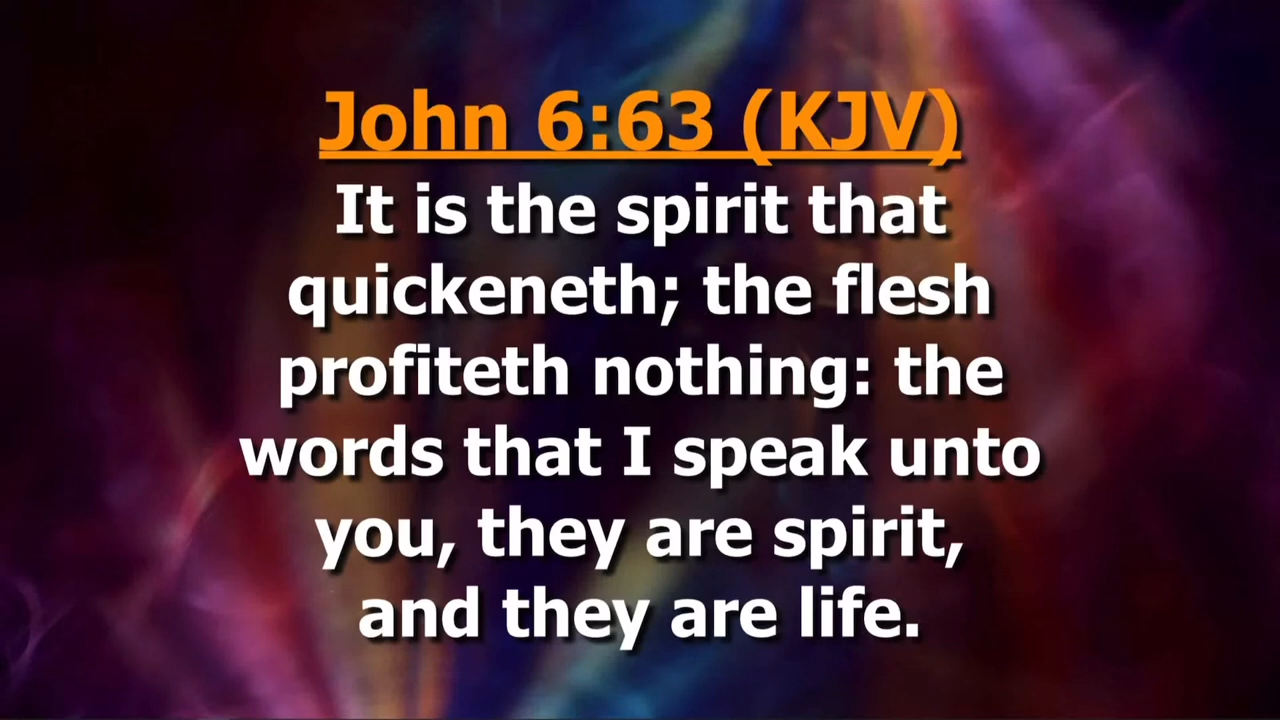 John 6:63 (KJV)
It is the spirit that
quickeneth; the flesh
profiteth nothing: the
words that I speak unto
you, they are spirit,
and they are life.